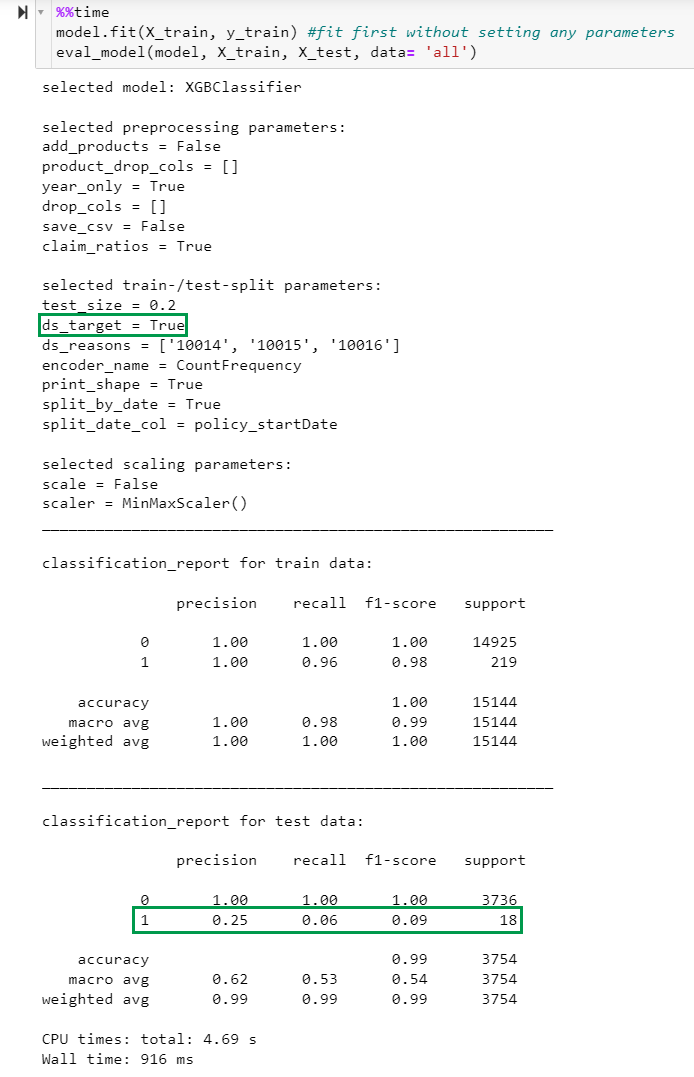 %%time
model.fit(X_train, y_train) #fit first without setting any parameters
eval_model(model, X_train, X_test, data= 'all')
selected model: XGBClassifier
selected preprocessing parameters:
add_products = False
product_drop_cols = []
year_only = True
drop_cols = []
save_csv = False
claim_ratios = True
selected train-/test-split parameters:
test_size = 0.2
ds_target = True
ds_reasons = ['10014', '10015', '10016']
encoder_name = CountFrequency
print_shape = True
split_by_date = True
split_date_col = policy_startDate
selected scaling parameters:
scale = False
scaler = MinMaxScaler()
classification_report for train data:
precision recall f1-score support
0 1.00 1.00 1.00 14925
1 1.00 0.96 0.98 219
accuracy 1.00 15144
macro avg 1.00 0.98 0.99 15144
weighted avg 1.00 1.00 1.00 15144
classification_report for test data:
precision recall f1-score support
0 1.00 1.00 1.00 3736
1 0.25 0.06 0.09 18
accuracy 0.99 3754
macro avg 0.62 0.53 0.54 3754
weighted avg 0.99 0.99 0.99 3754
CPU times: total: 4.69 s
Wall time: 916 ms